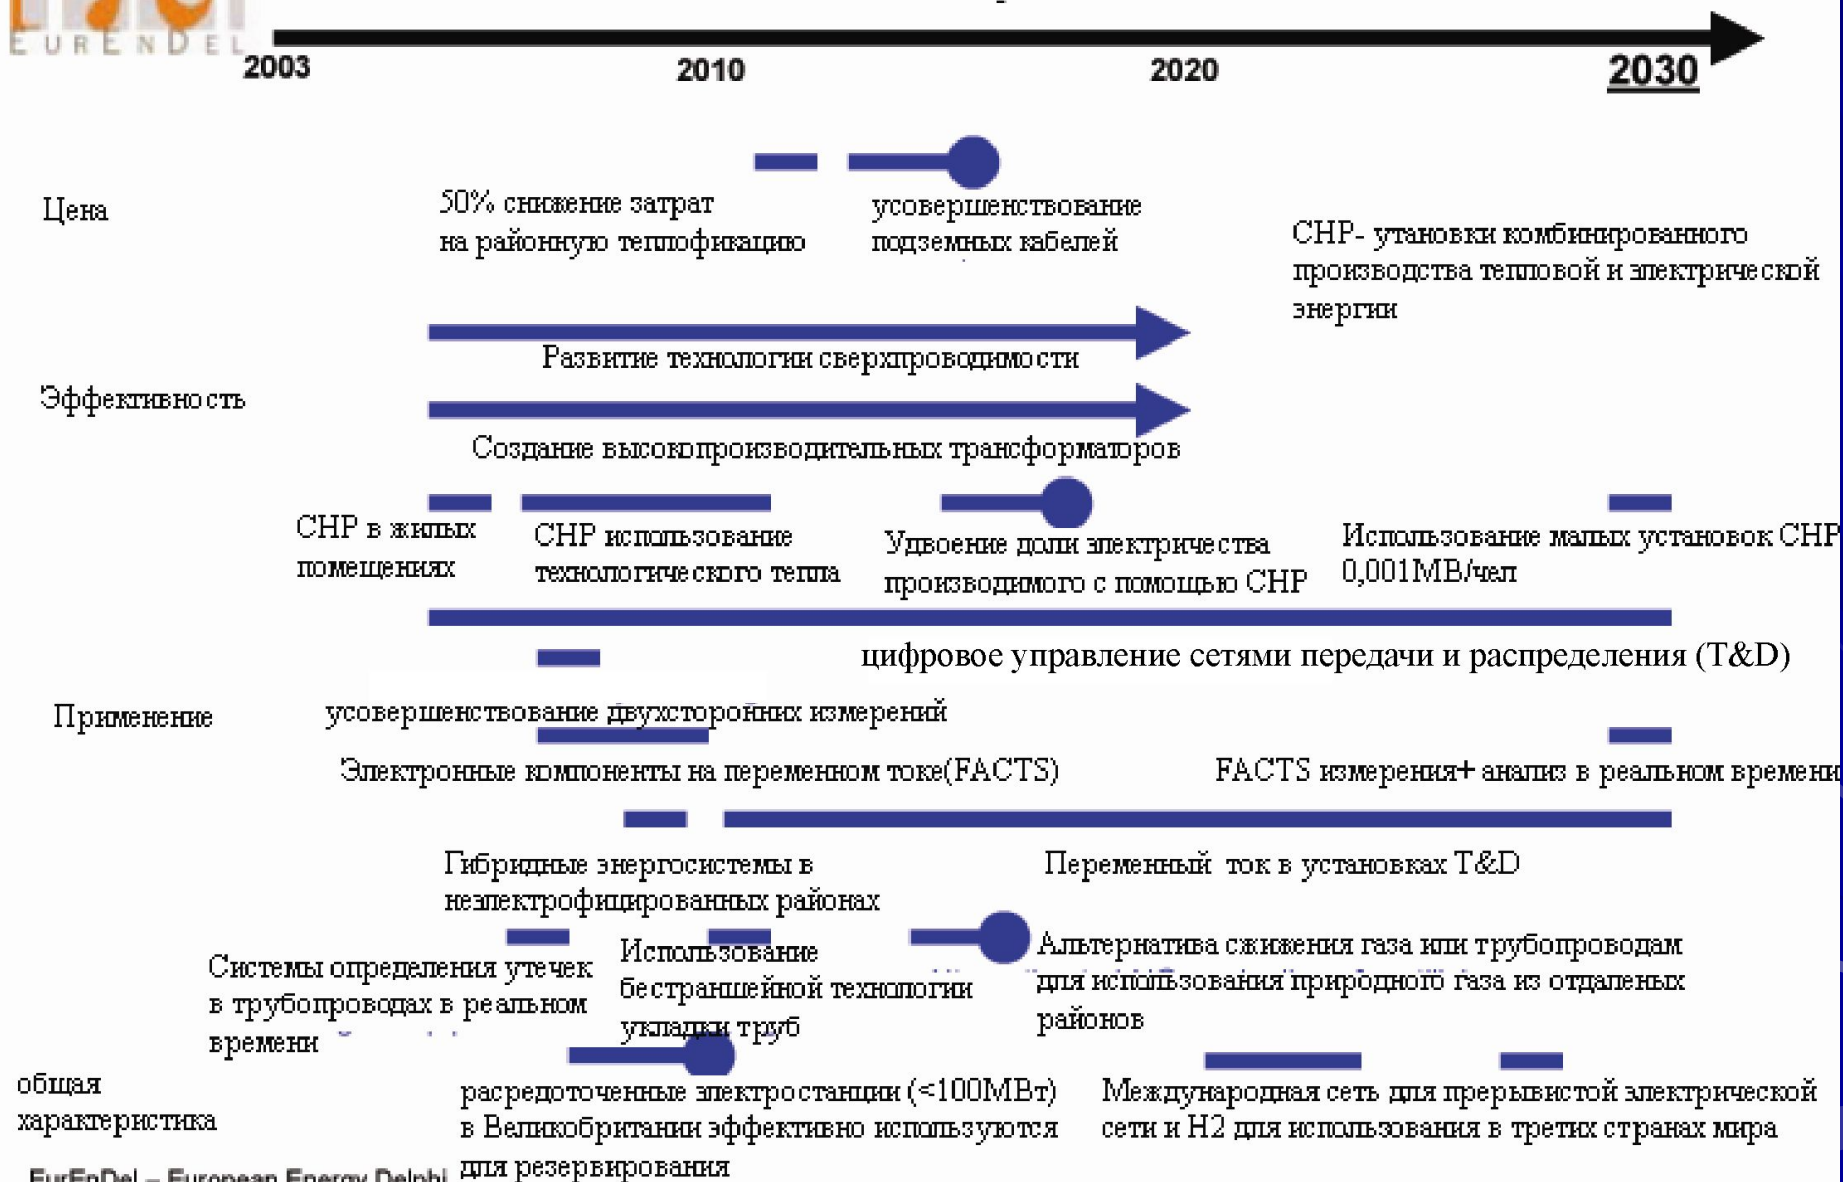 EURENDEL
2003 2010 2020 2030
Цена
50% снижение затрат
на районную теплофикацию
усовершенствование
подземных кабелей
CHP- утановки комбинированного
производства тепловой и электрической
энергии
Развитие технологии сверхпроводимости
Эффективность
Создание высокопроизводительных трансформаторов
CHP в жилых
помещениях
CHP использование
технологического тепла
Удвоение доли электричества
производимого с помощью CHP
Использование малых установок CHP
0,001МВ/чел
цифровое управление сетями передачи и распределения (T&D)
Применение
усовершенствование двухсторонних измерений
Электронные компоненты на переменном токе(FACTS)
FACTS измерения+ анализ в реальном времени
Гибридные энергосистемы в
неэлектрофицированных районах
Переменный ток в установках T&D
Системы определения утечек
в трубопроводах в реальном
времени
Использование
бестраншейной технологии
укладки труб
Альтернатива сжижения газа или трубопроводам
для использования природного газа из отдаленых
районов
общая
характеристика
расредоточенные электростанции (<100МВт)
в Великобритании эффективно используются
для резервирования
Международная сеть для прерывистой электрической
сети и H2 для использования в третих странах мира
EurEnDel – European Energy Delphi